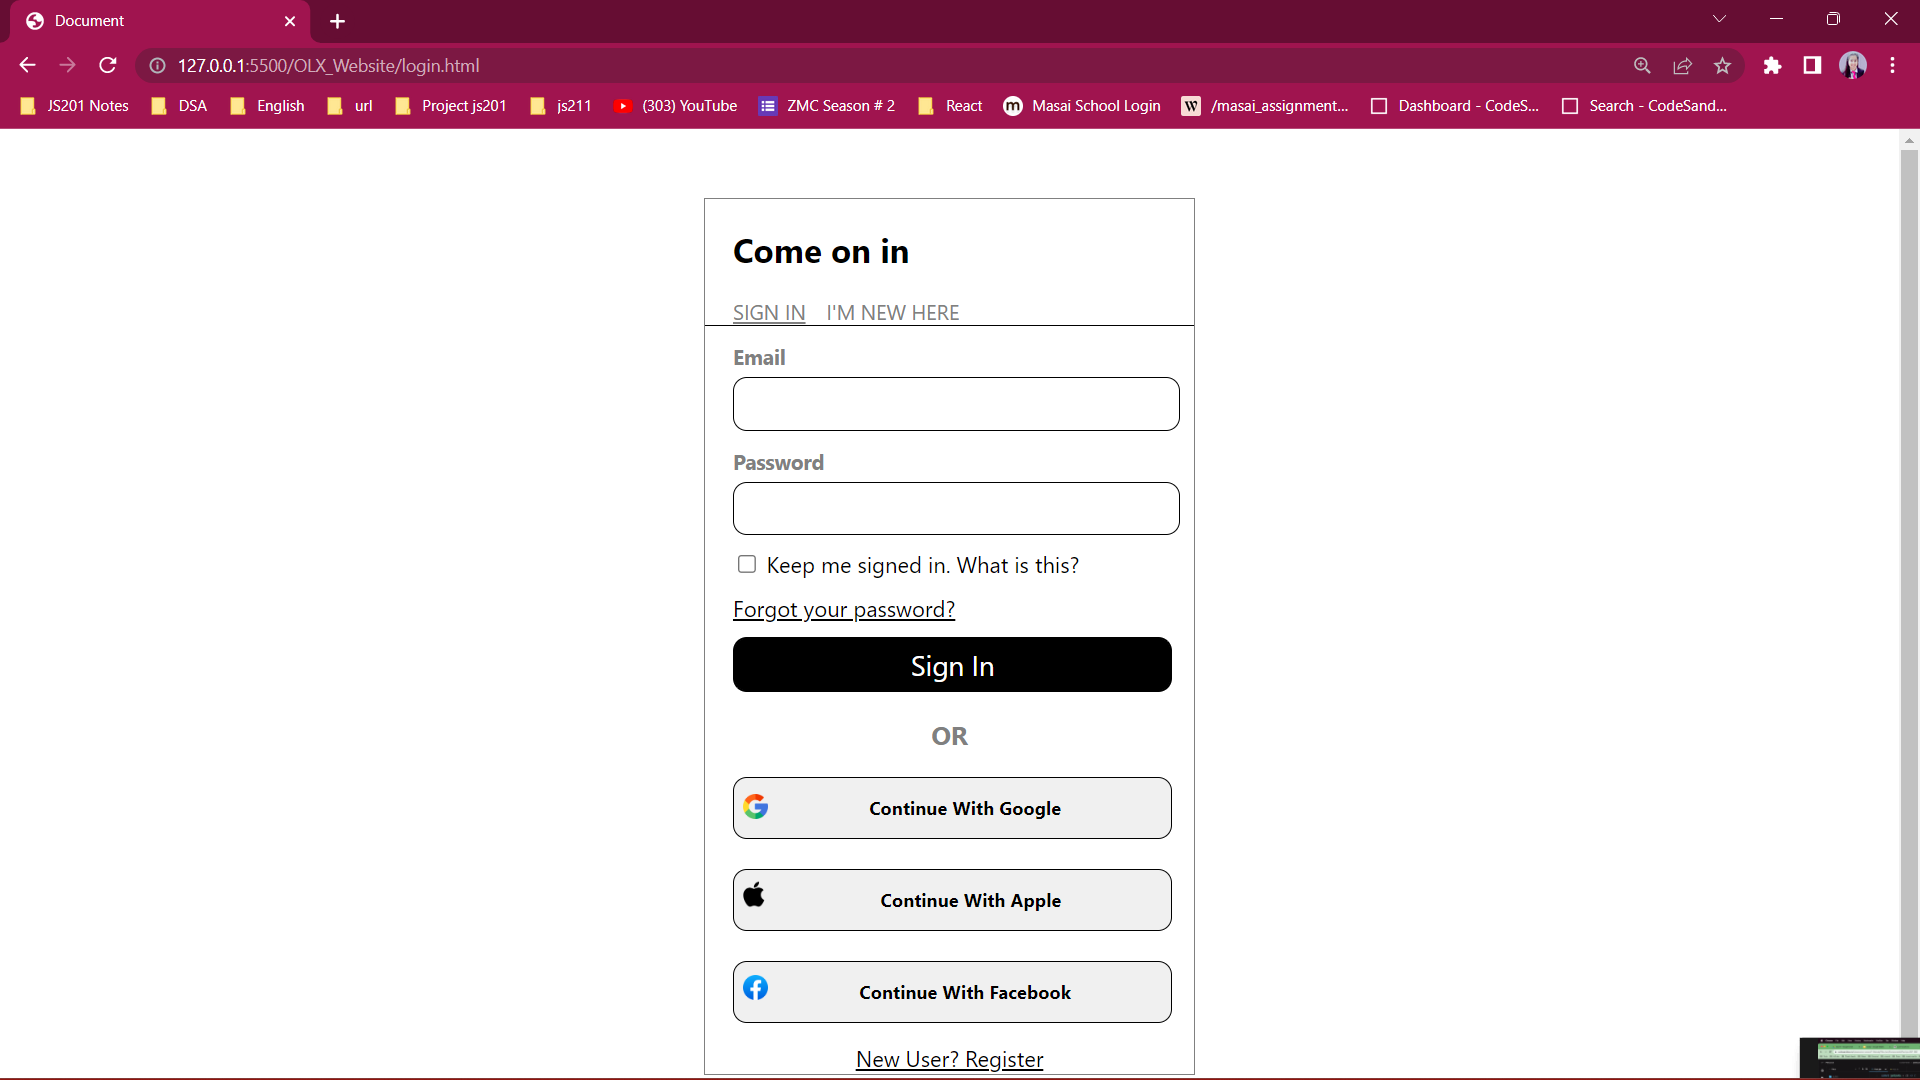 Document
127.0.0.1:5500/OLX_Website/login.html
JS201 Notes DSA English url Project js201 js211 (303) YouTube ZMC Season # 2 React m Masai School Login W /masai_assignment... Dashboard - CodeS... Search - CodeSand...
Come on in
SIGN IN I'M NEW HERE
Email
Password
Keep me signed in. What is this?
Forgot your password?
Sign In
OR
Continue With Google
Continue With Apple
Continue With Facebook
New User? Register